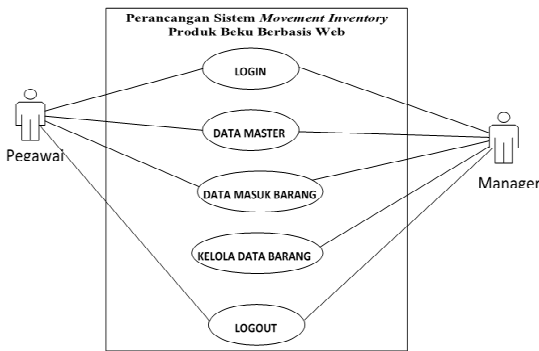 Perancangan Sistem Movement Inventory
Produk Beku Berbasis Web
LOGIN
DATA MASTER
Pegawai
Manager
DATA MASUK BARANG
KELOLA DATA BARANG
LOGOUT